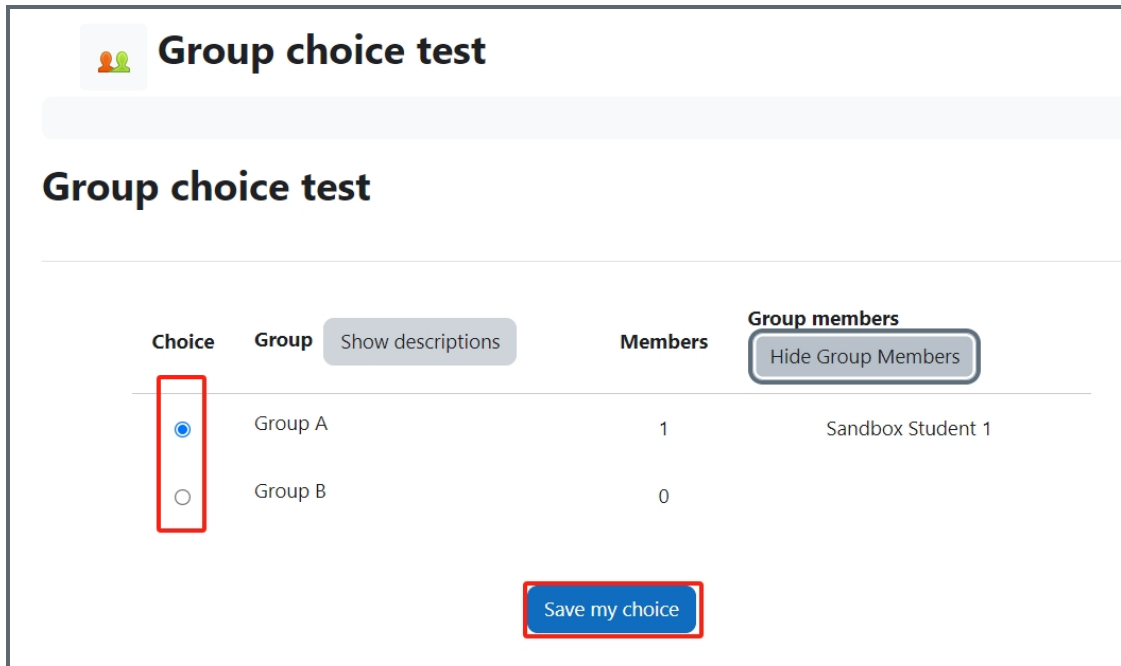 Group choice test
Group choice test
Group members
Choice Group Show descriptions Members Hide Group Members
Group A 1 Sandbox Student 1
Group B 0
Save my choice